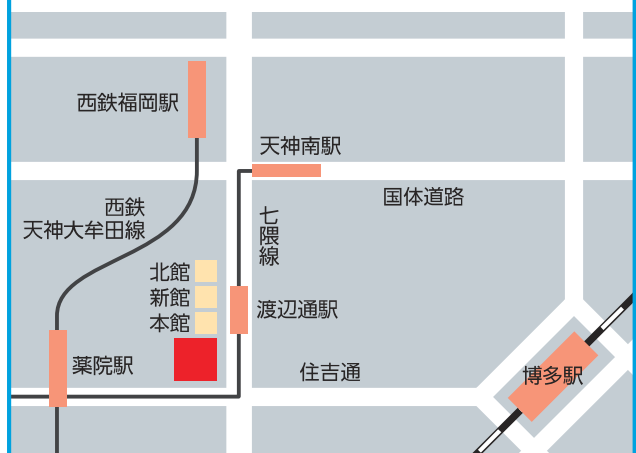 西鉄福岡駅
天神南駅
国体道路
西鉄
天神大牟田線
七隈線
北館
新館
本館
渡辺通駅
薬院駅
住吉通
博多駅